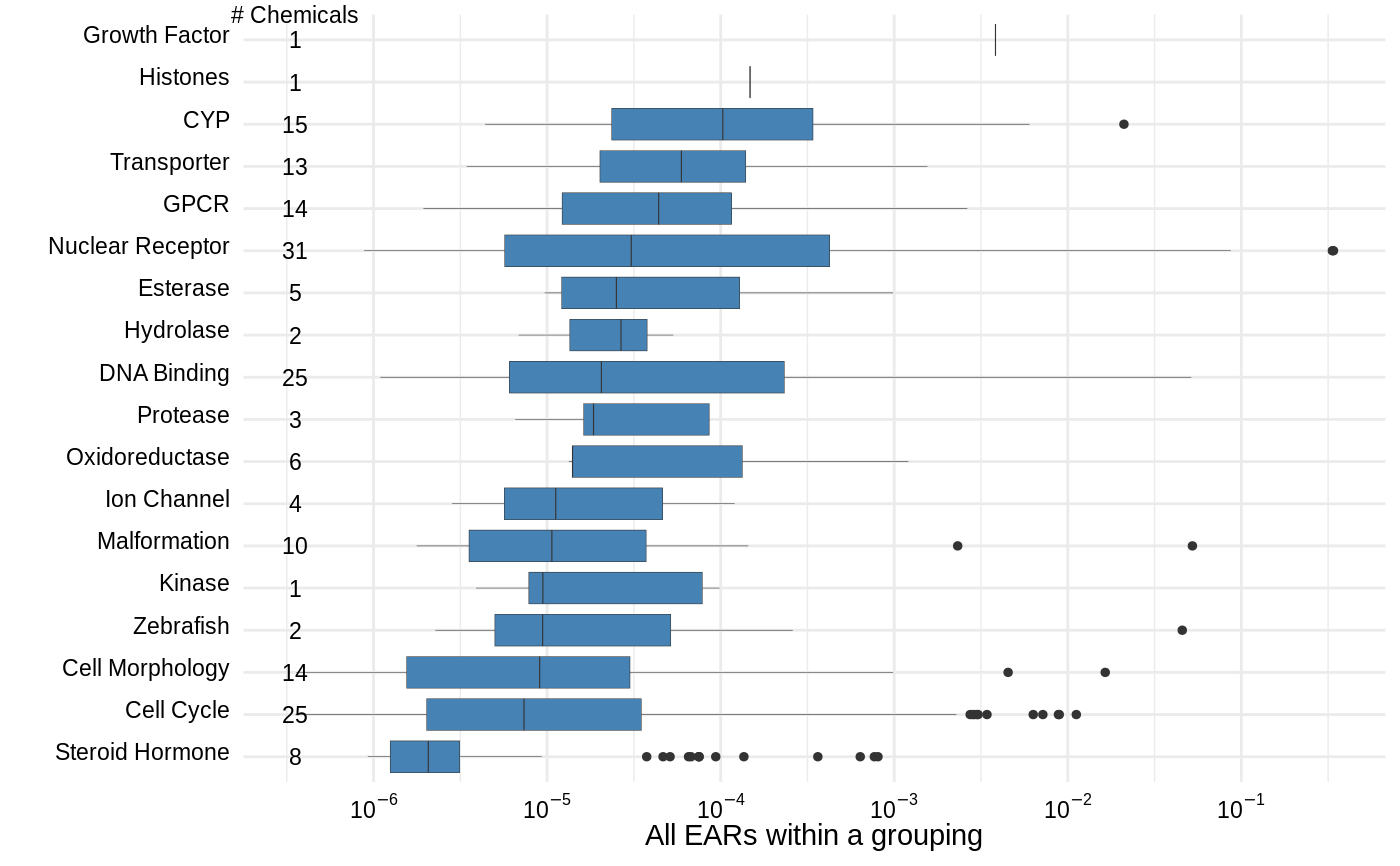 # Chemicals
Growth Factor 1
Histones 1
CYP 15
Transporter 13
GPCR 14
Nuclear Receptor 31
Esterase 5
Hydrolase 2
DNA Binding 25
Protease 3
Oxidoreductase 6
Ion Channel 4
Malformation 10
Kinase 1
Zebrafish 2
Cell Morphology 14
Cell Cycle 25
Steroid Hormone 8
10⁻⁶ 10⁻⁵ 10⁻⁴ 10⁻³ 10⁻² 10⁻¹
All EARs within a grouping